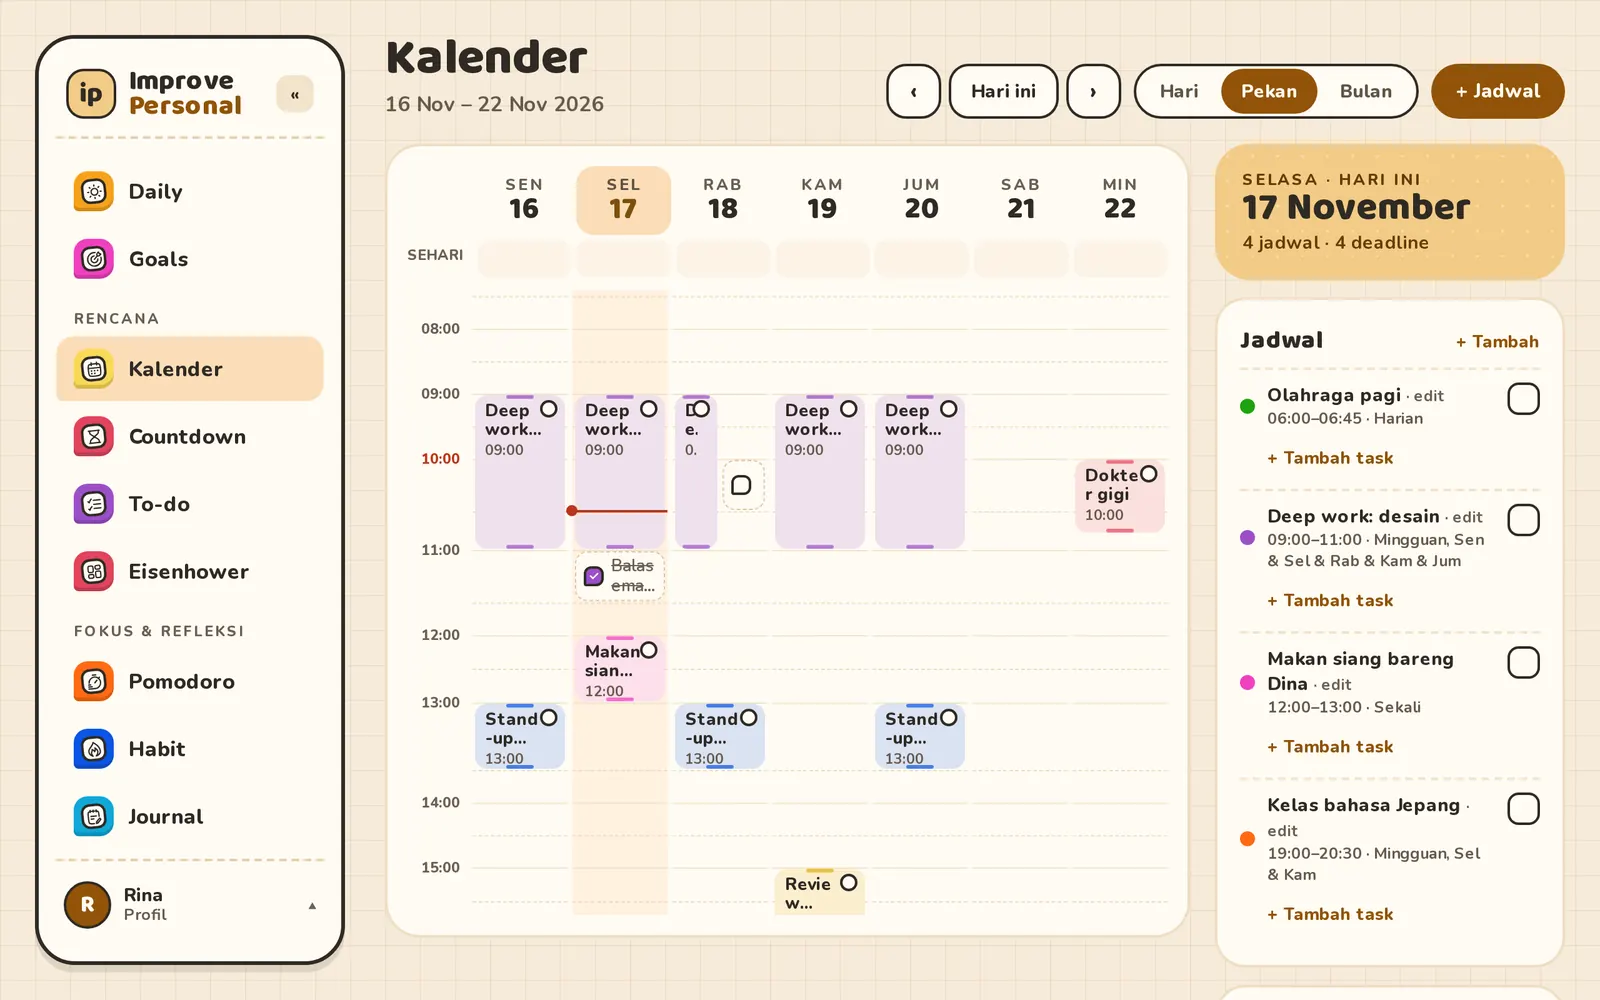 ip
Improve
Personal
«
Daily
Goals
RENCANA
Kalender
Countdown
To-do
Eisenhower
FOKUS & REFLEKSI
Pomodoro
Habit
Journal
R
Rina
Profil
▲
Kalender
16 Nov – 22 Nov 2026
‹
Hari ini
›
Hari
Pekan
Bulan
+ Jadwal
SEN
16
SEL
17
RAB
18
KAM
19
JUM
20
SAB
21
MIN
22
SEHARI
08:00
09:00
10:00
11:00
12:00
13:00
14:00
15:00
Deep
work...
09:00
Stand
-up...
13:00
Deep
work...
09:00
Balas
ema...
Makan
sian...
12:00
e.
0.
Stand
-up...
13:00
Deep
work...
09:00
Revie
w...
Deep
work...
09:00
Stand
-up...
13:00
Dokte
r gigi
10:00
SELASA · HARI INI
17 November
4 jadwal · 4 deadline
Jadwal
+ Tambah
Olahraga pagi · edit
06:00–06:45 · Harian
+ Tambah task
Deep work: desain · edit
09:00–11:00 · Mingguan, Sen
& Sel & Rab & Kam & Jum
+ Tambah task
Makan siang bareng
Dina · edit
12:00–13:00 · Sekali
+ Tambah task
Kelas bahasa Jepang ·
edit
19:00–20:30 · Mingguan, Sel
& Kam
+ Tambah task